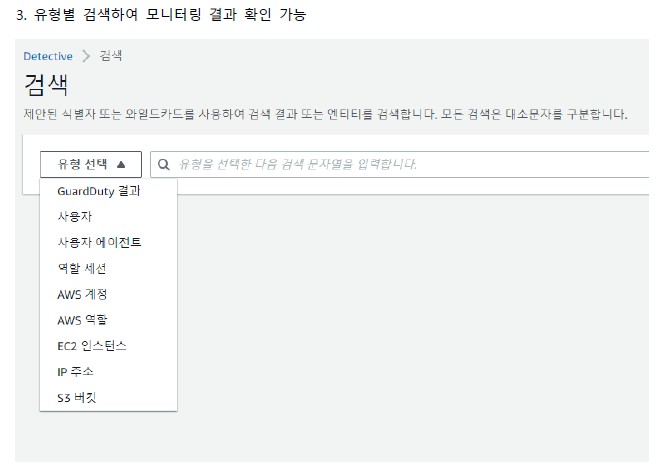 3. 유형별 검색하여 모니터링 결과 확인 가능
Detective > 검색
검색
제안된 식별자 또는 와일드카드를 사용하여 검색 결과 또는 엔티티를 검색합니다. 모든 검색은 대소문자를 구분합니다.
유형 선택 ▲ 유형을 선택한 다음 검색 문자열을 입력합니다.
GuardDuty 결과
사용자
사용자 에이전트
역할 세션
AWS 계정
AWS 역할
EC2 인스턴스
IP 주소
S3 버킷